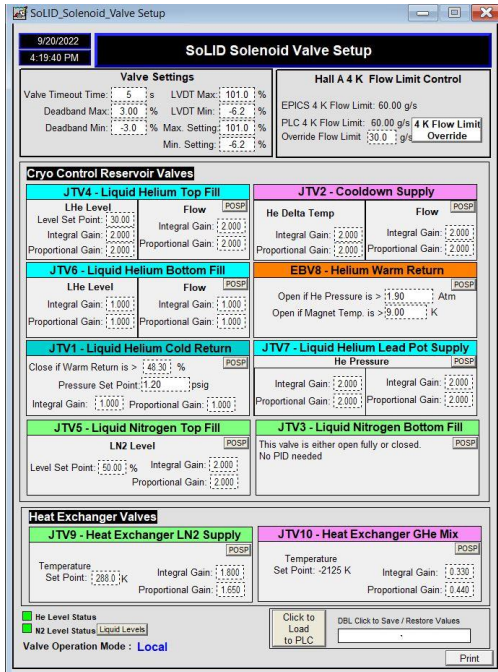 SoLID_Solenoid_Valve Setup
9/20/2022
4:19:40 PM
SoLID Solenoid Valve Setup
Valve Settings
Valve Timeout Time: 5 s LVDT Max: 101.0 %
Deadband Max: 3.00 % LVDT Min: -6.2 %
Deadband Min: -3.0 % Max. Setting: 101.0 %
Min. Setting: -6.2 %
Hall A 4 K Flow Limit Control
EPICS 4 K Flow Limit: 60.00 g/s
PLC 4 K Flow Limit: 60.00 g/s
Override Flow Limit 30.0 g/s
4 K Flow Limit
Override
Cryo Control Reservoir Valves
JTV4 - Liquid Helium Top Fill
LHe Level
Level Set Point: 30.00
Integral Gain: 2.000
Proportional Gain: 2.000
Flow POSP
Integral Gain: 2.000
Proportional Gain: 2.000
JTV2 - Cooldown Supply
He Delta Temp
Integral Gain: 2.000
Proportional Gain: 2.000
Flow POSP
Integral Gain: 2.000
Proportional Gain: 2.000
JTV6 - Liquid Helium Bottom Fill
LHe Level
Integral Gain: 1.000
Proportional Gain: 1.000
Flow POSP
Integral Gain: 1.000
Proportional Gain: 1.000
EBV8 - Helium Warm Return
POSP
Open if He Pressure is > 1.90 Atm
Open if Magnet Temp. is > 9.00 K
JTV1 - Liquid Helium Cold Return
Close if Warm Return is > 48.30 % POSP
Pressure Set Point 1.20 psig
Integral Gain: 1.000 Proportional Gain: 1.000
JTV7 - Liquid Helium Lead Pot Supply
He Pressure POSP
Integral Gain: 2.000 Integral Gain: 2.000
Proportional Gain: 2.000 Proportional Gain: 2.000
JTV5 - Liquid Nitrogen Top Fill
LN2 Level POSP
Level Set Point: 50.00 % Integral Gain: 2.000
Proportional Gain: 2.000
JTV3 - Liquid Nitrogen Bottom Fill
This valve is either open fully or closed. POSP
No PID needed
Heat Exchanger Valves
JTV9 - Heat Exchanger LN2 Supply
POSP
Temperature
Set Point: 288.0 K
Integral Gain: 1.800
Proportional Gain: 1.650
JTV10 - Heat Exchanger GHe Mix
POSP
Temperature
Set Point: -2125 K
Integral Gain: 0.330
Proportional Gain: 0.440
He Level Status
N2 Level Status Liquid Levels
Valve Operation Mode : Local
Click to
Load
to PLC
DBL Click to Save / Restore Values
Print